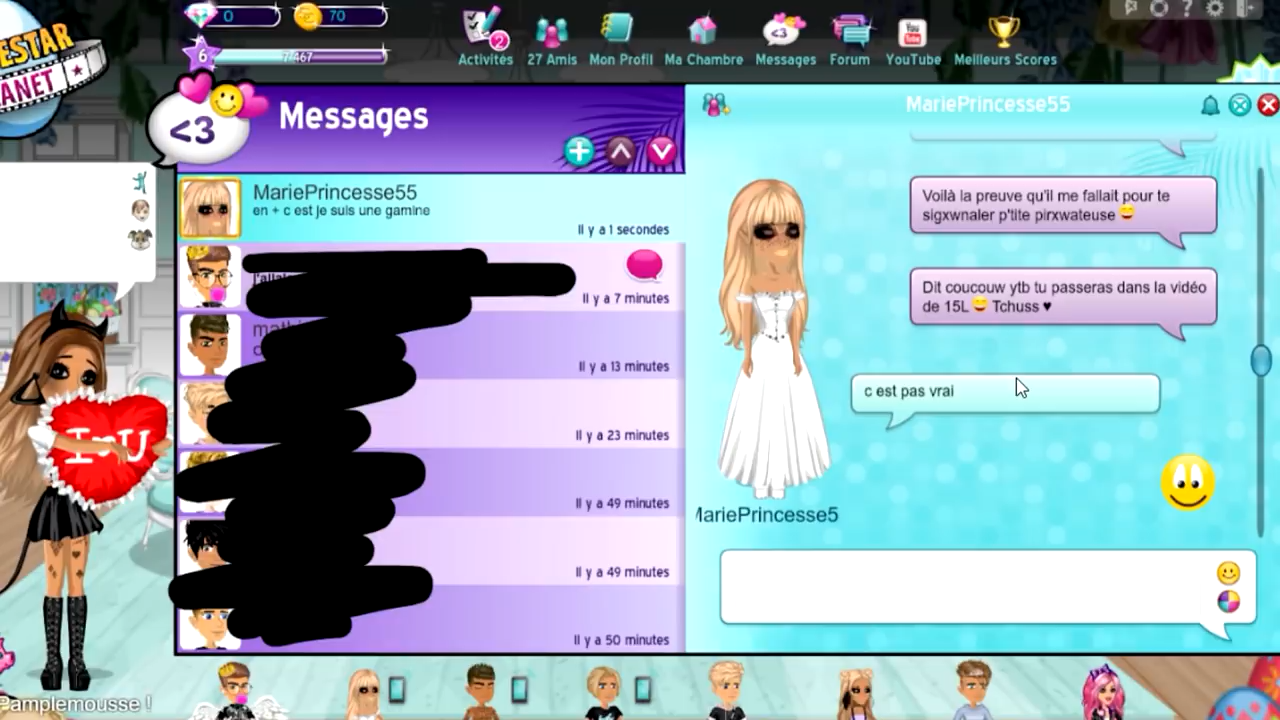 ESTAR
ANET
0
70
6
7 467
2
<3
Activités
27 Amis
Mon Profil
Ma Chambre
Messages
Forum
You Tube
YouTube
Meilleurs Scores
<3
Messages
MariePrincesse55
en + c est je suis une gamine
Il y a 1 secondes
Il y a 7 minutes
Il y a 13 minutes
Il y a 23 minutes
Il y a 49 minutes
Il y a 49 minutes
Il y a 50 minutes
MariePrincesse55
Voilà la preuve qu'il me fallait pour te
sigxwnaler p'tite pirxwateuse 😄
Dit coucouw ytb tu passeras dans la vidéo
de 15L 😄 Tchuss ♥
c est pas vrai
MariePrincesse5
I ♥ U
Pamplemousse !